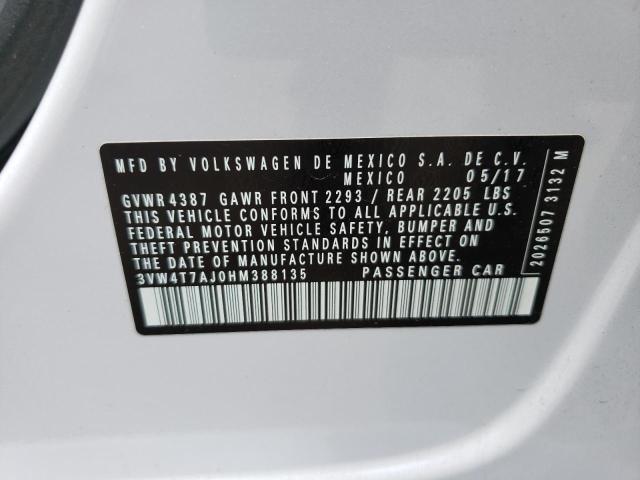 MFD BY VOLKSWAGEN DE MEXICO S.A. DE C.V.
MEXICO 05/17
GVWR 4387 GAWR FRONT 2293 / REAR 2205 LBS
THIS VEHICLE CONFORMS TO ALL APPLICABLE U.S.
FEDERAL MOTOR VEHICLE SAFETY, BUMPER AND
THEFT PREVENTION STANDARDS IN EFFECT ON
THE DATE OF MANUFACTURE SHOWN ABOVE.
3VW4T7AJ0HM388135 PASSENGER CAR
2026507 3132 M